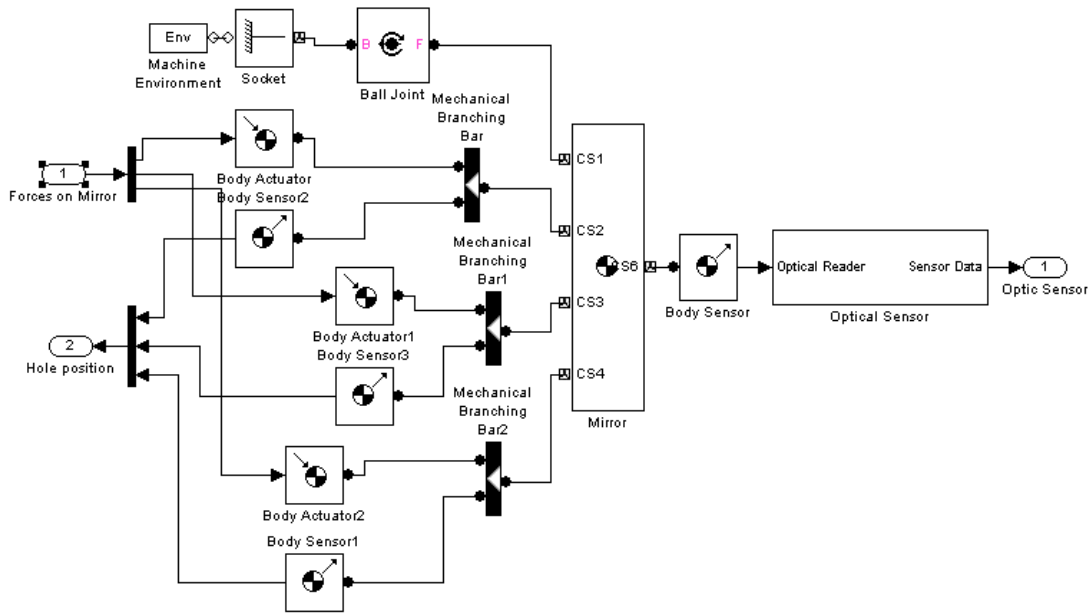 Env
Machine
Environment
Socket
B
F
Ball Joint
Mechanical
Branching
Bar
1
Forces on Mirror
Body Actuator
Body Sensor2
CS1
CS2
CS6
CS3
CS4
Mirror
Mechanical
Branching
Bar1
Body Sensor
Optical Reader
Sensor Data
Optical Sensor
1
Optic Sensor
Body Actuator1
Body Sensor3
2
Hole position
Mechanical
Branching
Bar2
Body Actuator2
Body Sensor1